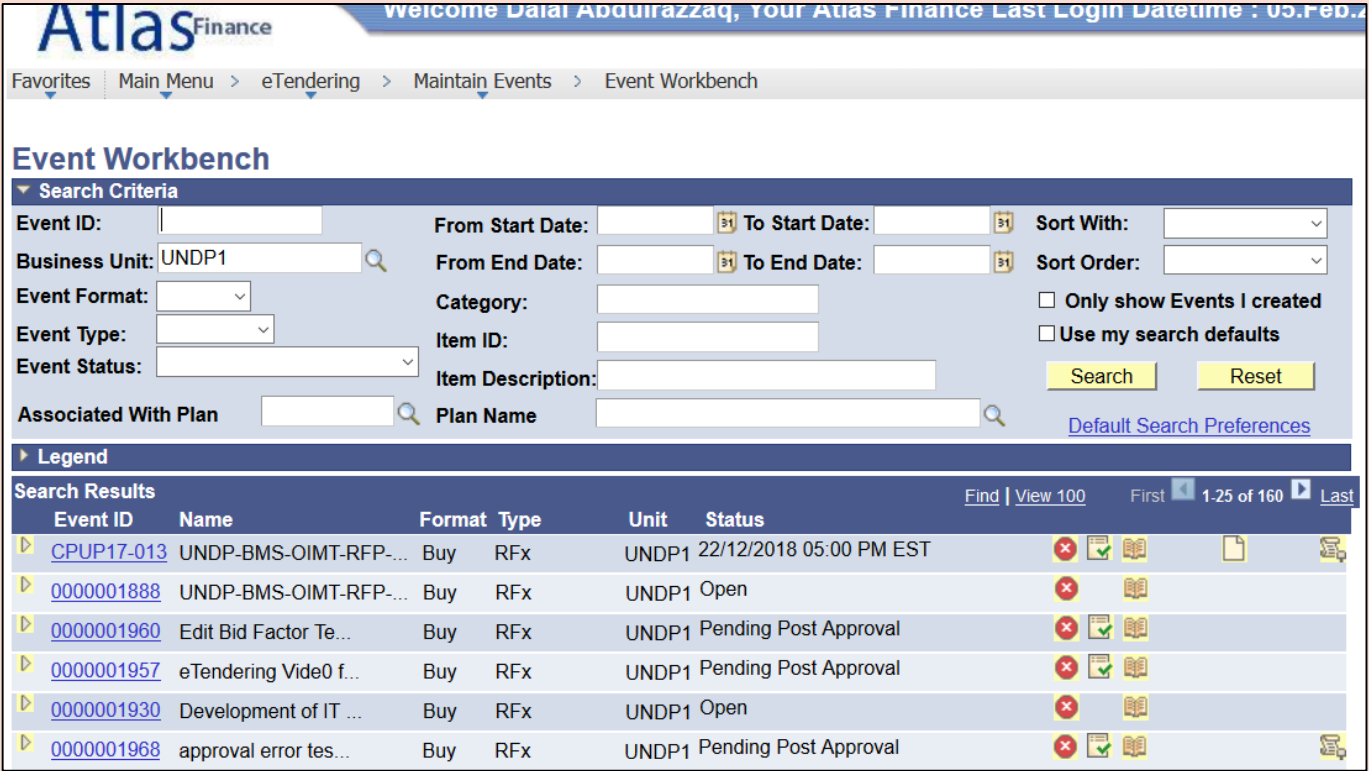 Atlas Finance
Welcome Dalal Abdulrazzaq, Your Atlas Finance Last Login Datetime : 05.Feb.
Favorites Main Menu > eTendering > Maintain Events > Event Workbench
Event Workbench
Search Criteria
Event ID: From Start Date: 31 To Start Date: 31 Sort With:
Business Unit: UNDP1 From End Date: 31 To End Date: 31 Sort Order:
Event Format: Category: Only show Events I created
Event Type: Item ID: Use my search defaults
Event Status: Item Description: Search Reset
Associated With Plan Plan Name Default Search Preferences
Legend
Search Results Find | View 100 First 1-25 of 160 Last
Event ID Name Format Type Unit Status
CPUP17-013 UNDP-BMS-OIMT-RFP-... Buy RFx UNDP1 22/12/2018 05:00 PM EST
0000001888 UNDP-BMS-OIMT-RFP-... Buy RFx UNDP1 Open
0000001960 Edit Bid Factor Te... Buy RFx UNDP1 Pending Post Approval
0000001957 eTendering Vide0 f... Buy RFx UNDP1 Pending Post Approval
0000001930 Development of IT ... Buy RFx UNDP1 Open
0000001968 approval error tes... Buy RFx UNDP1 Pending Post Approval